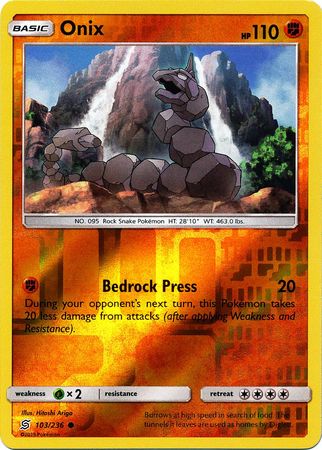 BASIC
Onix
HP 110
NO. 095 Rock Snake Pokémon HT: 28'10" WT: 463.0 lbs.
Bedrock Press 20
During your opponent's next turn, this Pokémon takes
20 less damage from attacks (after applying Weakness and
Resistance).
weakness × 2 resistance retreat
Illus. Hitoshi Ariga
103/236
©2019 Pokémon
Burrows at high speed in search of food. The
tunnels it leaves are used as homes by Diglett.